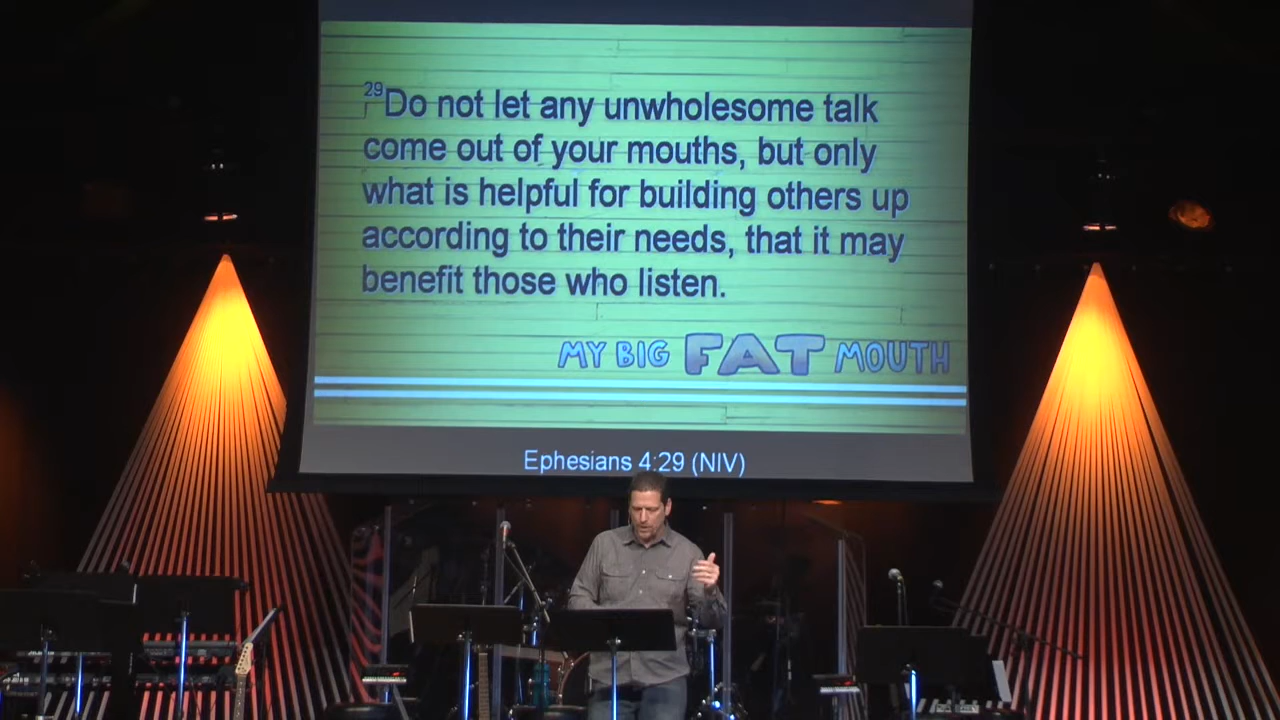 29Do not let any unwholesome talk
come out of your mouths, but only
what is helpful for building others up
according to their needs, that it may
benefit those who listen.
MY BIG FAT MOUTH
Ephesians 4:29 (NIV)